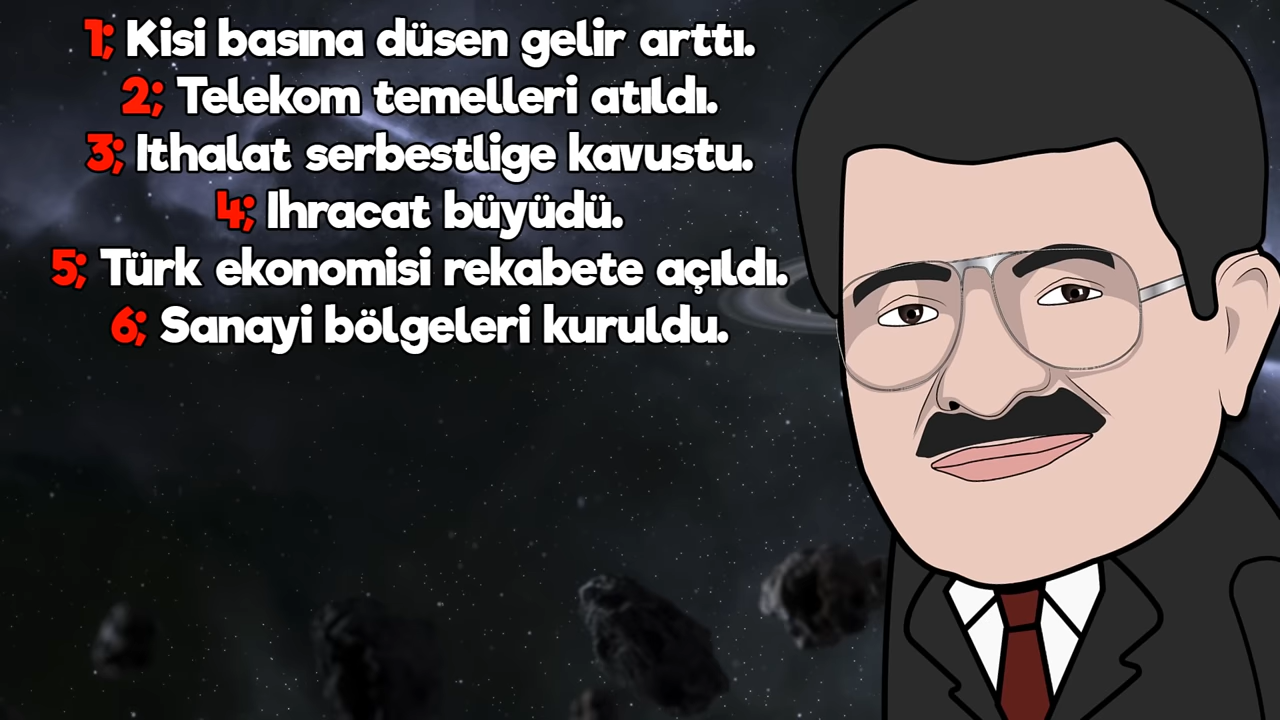 1; Kisi basına düsen gelir arttı.
2; Telekom temelleri atıldı.
3; Ithalat serbestlige kavustu.
4; Ihracat büyüdü.
5; Türk ekonomisi rekabete açıldı.
6; Sanayi bölgeleri kuruldu.